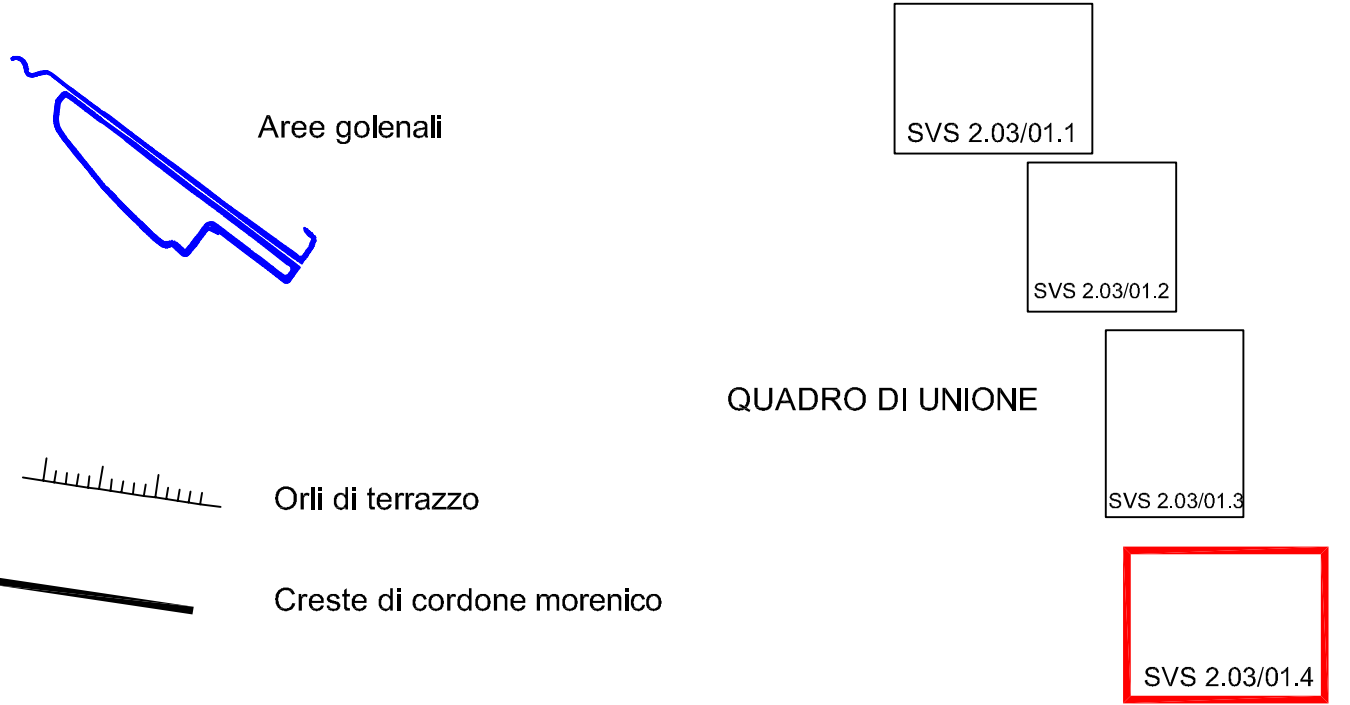 Aree golenali
Orli di terrazzo
Creste di cordone morenico
QUADRO DI UNIONE
SVS 2.03/01.1
SVS 2.03/01.2
SVS 2.03/01.3
SVS 2.03/01.4